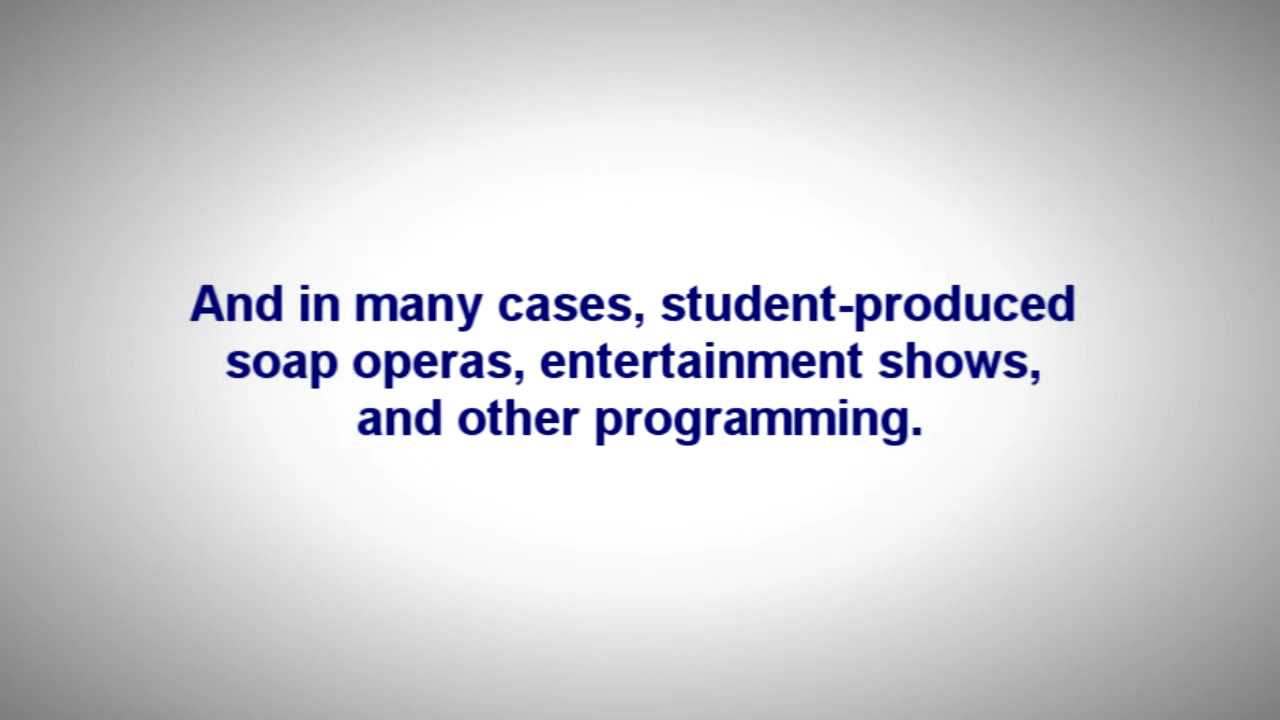 And in many cases, student-produced
soap operas, entertainment shows,
and other programming.